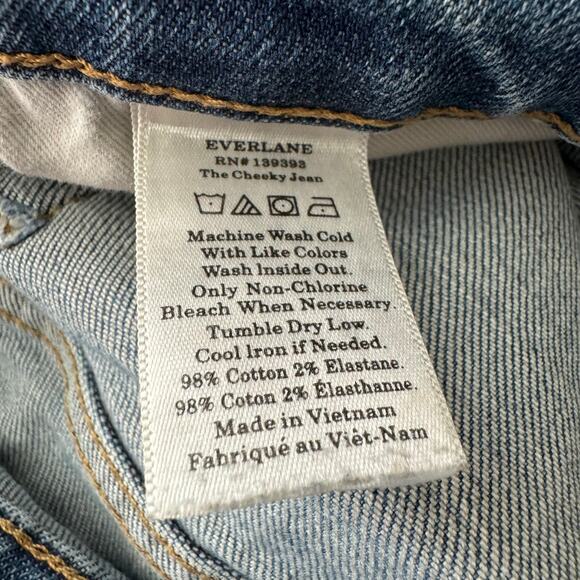 EVERLANE
RN# 139393
The Cheeky Jean
Machine Wash Cold
With Like Colors
Wash Inside Out.
Only Non-Chlorine
Bleach When Necessary.
Tumble Dry Low.
Cool Iron if Needed.
98% Cotton 2% Elastane.
98% Coton 2% Élasthanne.
Made in Vietnam
Fabriqué au Viêt-Nam